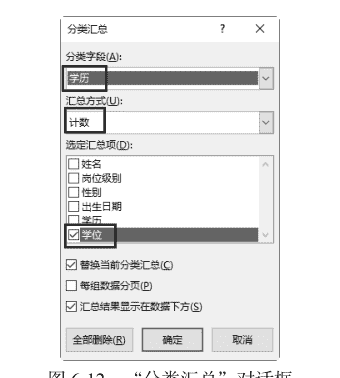 分类汇总 ? ×
分类字段(A):
学历
汇总方式(U):
计数
选定汇总项(D):
姓名
岗位级别
性别
出生日期
学历
学位
替换当前分类汇总(C)
每组数据分页(P)
汇总结果显示在数据下方(S)
全部删除(R) 确定 取消
图 6-12 “分类汇总”对话框